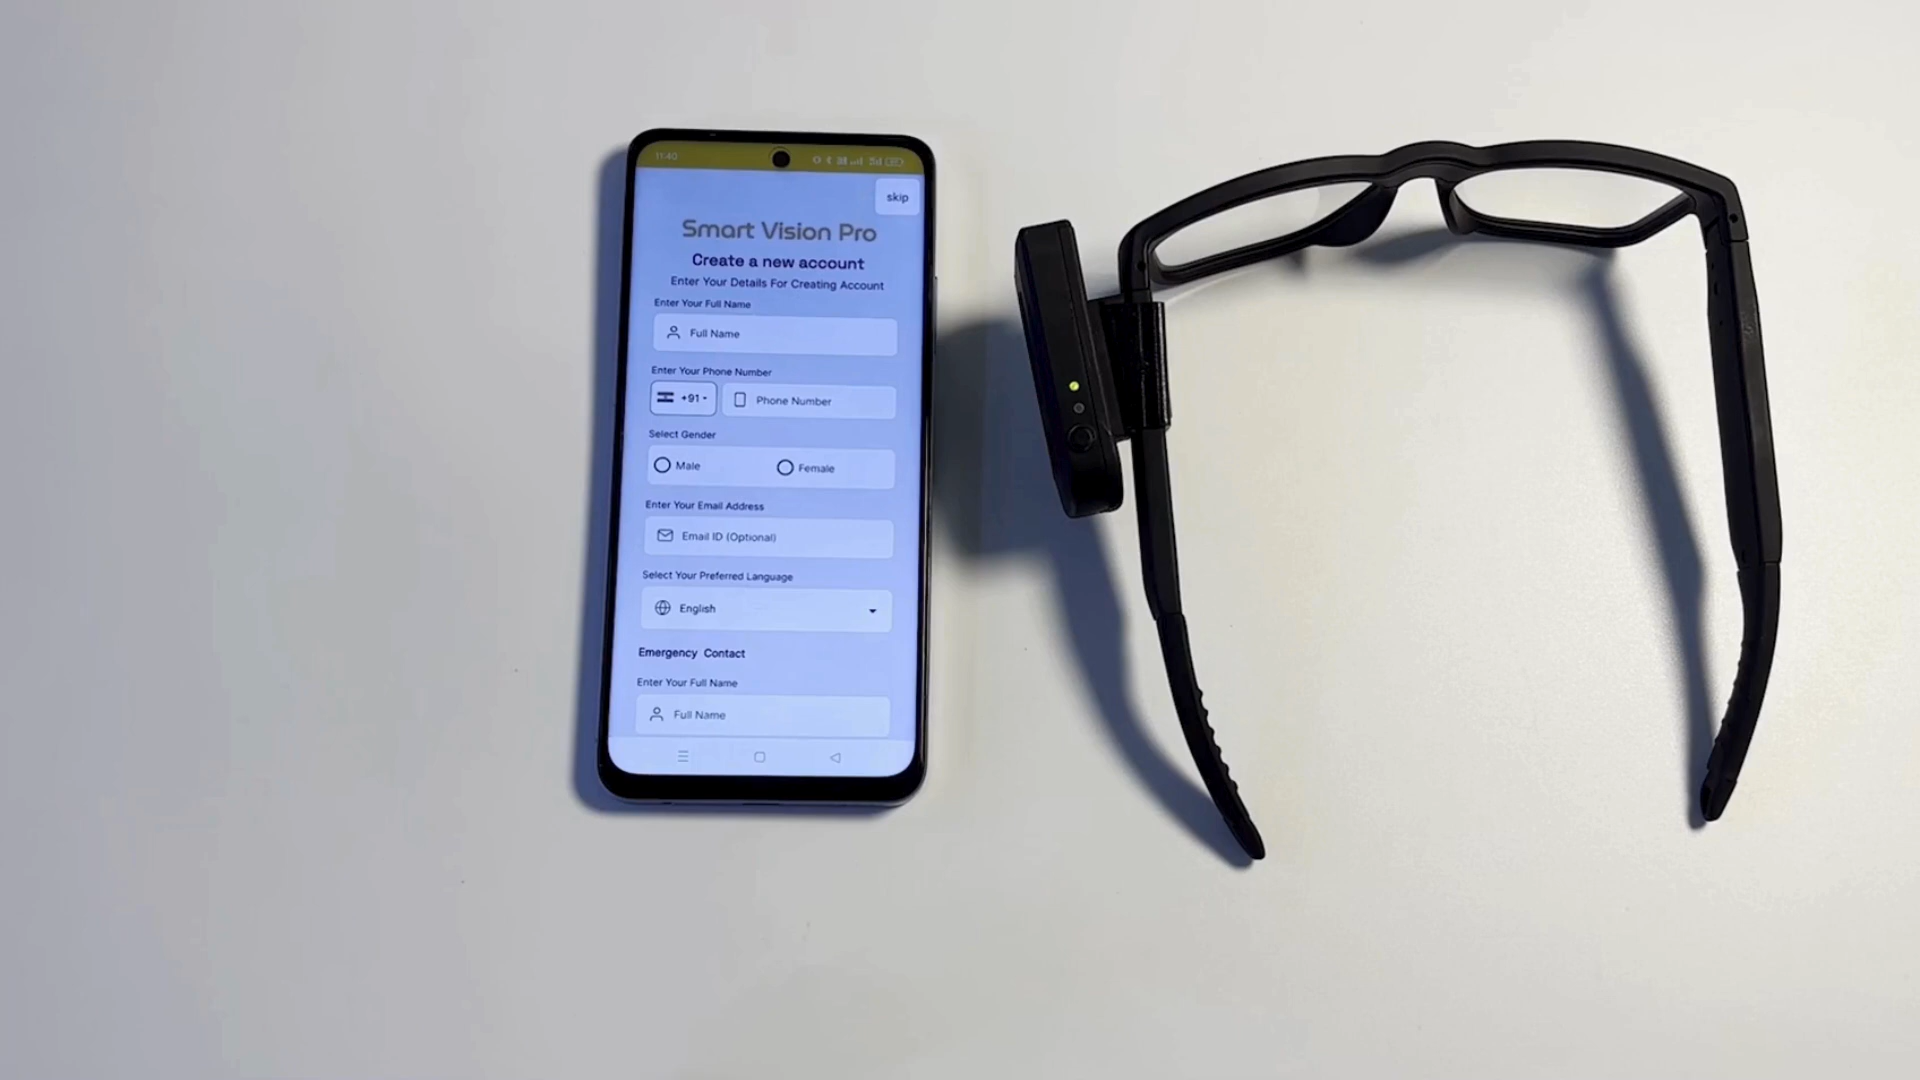 11:40
skip
Smart Vision Pro
Create a new account
Enter Your Details For Creating Account
Enter Your Full Name
Full Name
Enter Your Phone Number
+91
Phone Number
Select Gender
Male
Female
Enter Your Email Address
Email ID (Optional)
Select Your Preferred Language
English
Emergency Contact
Enter Your Full Name
Full Name